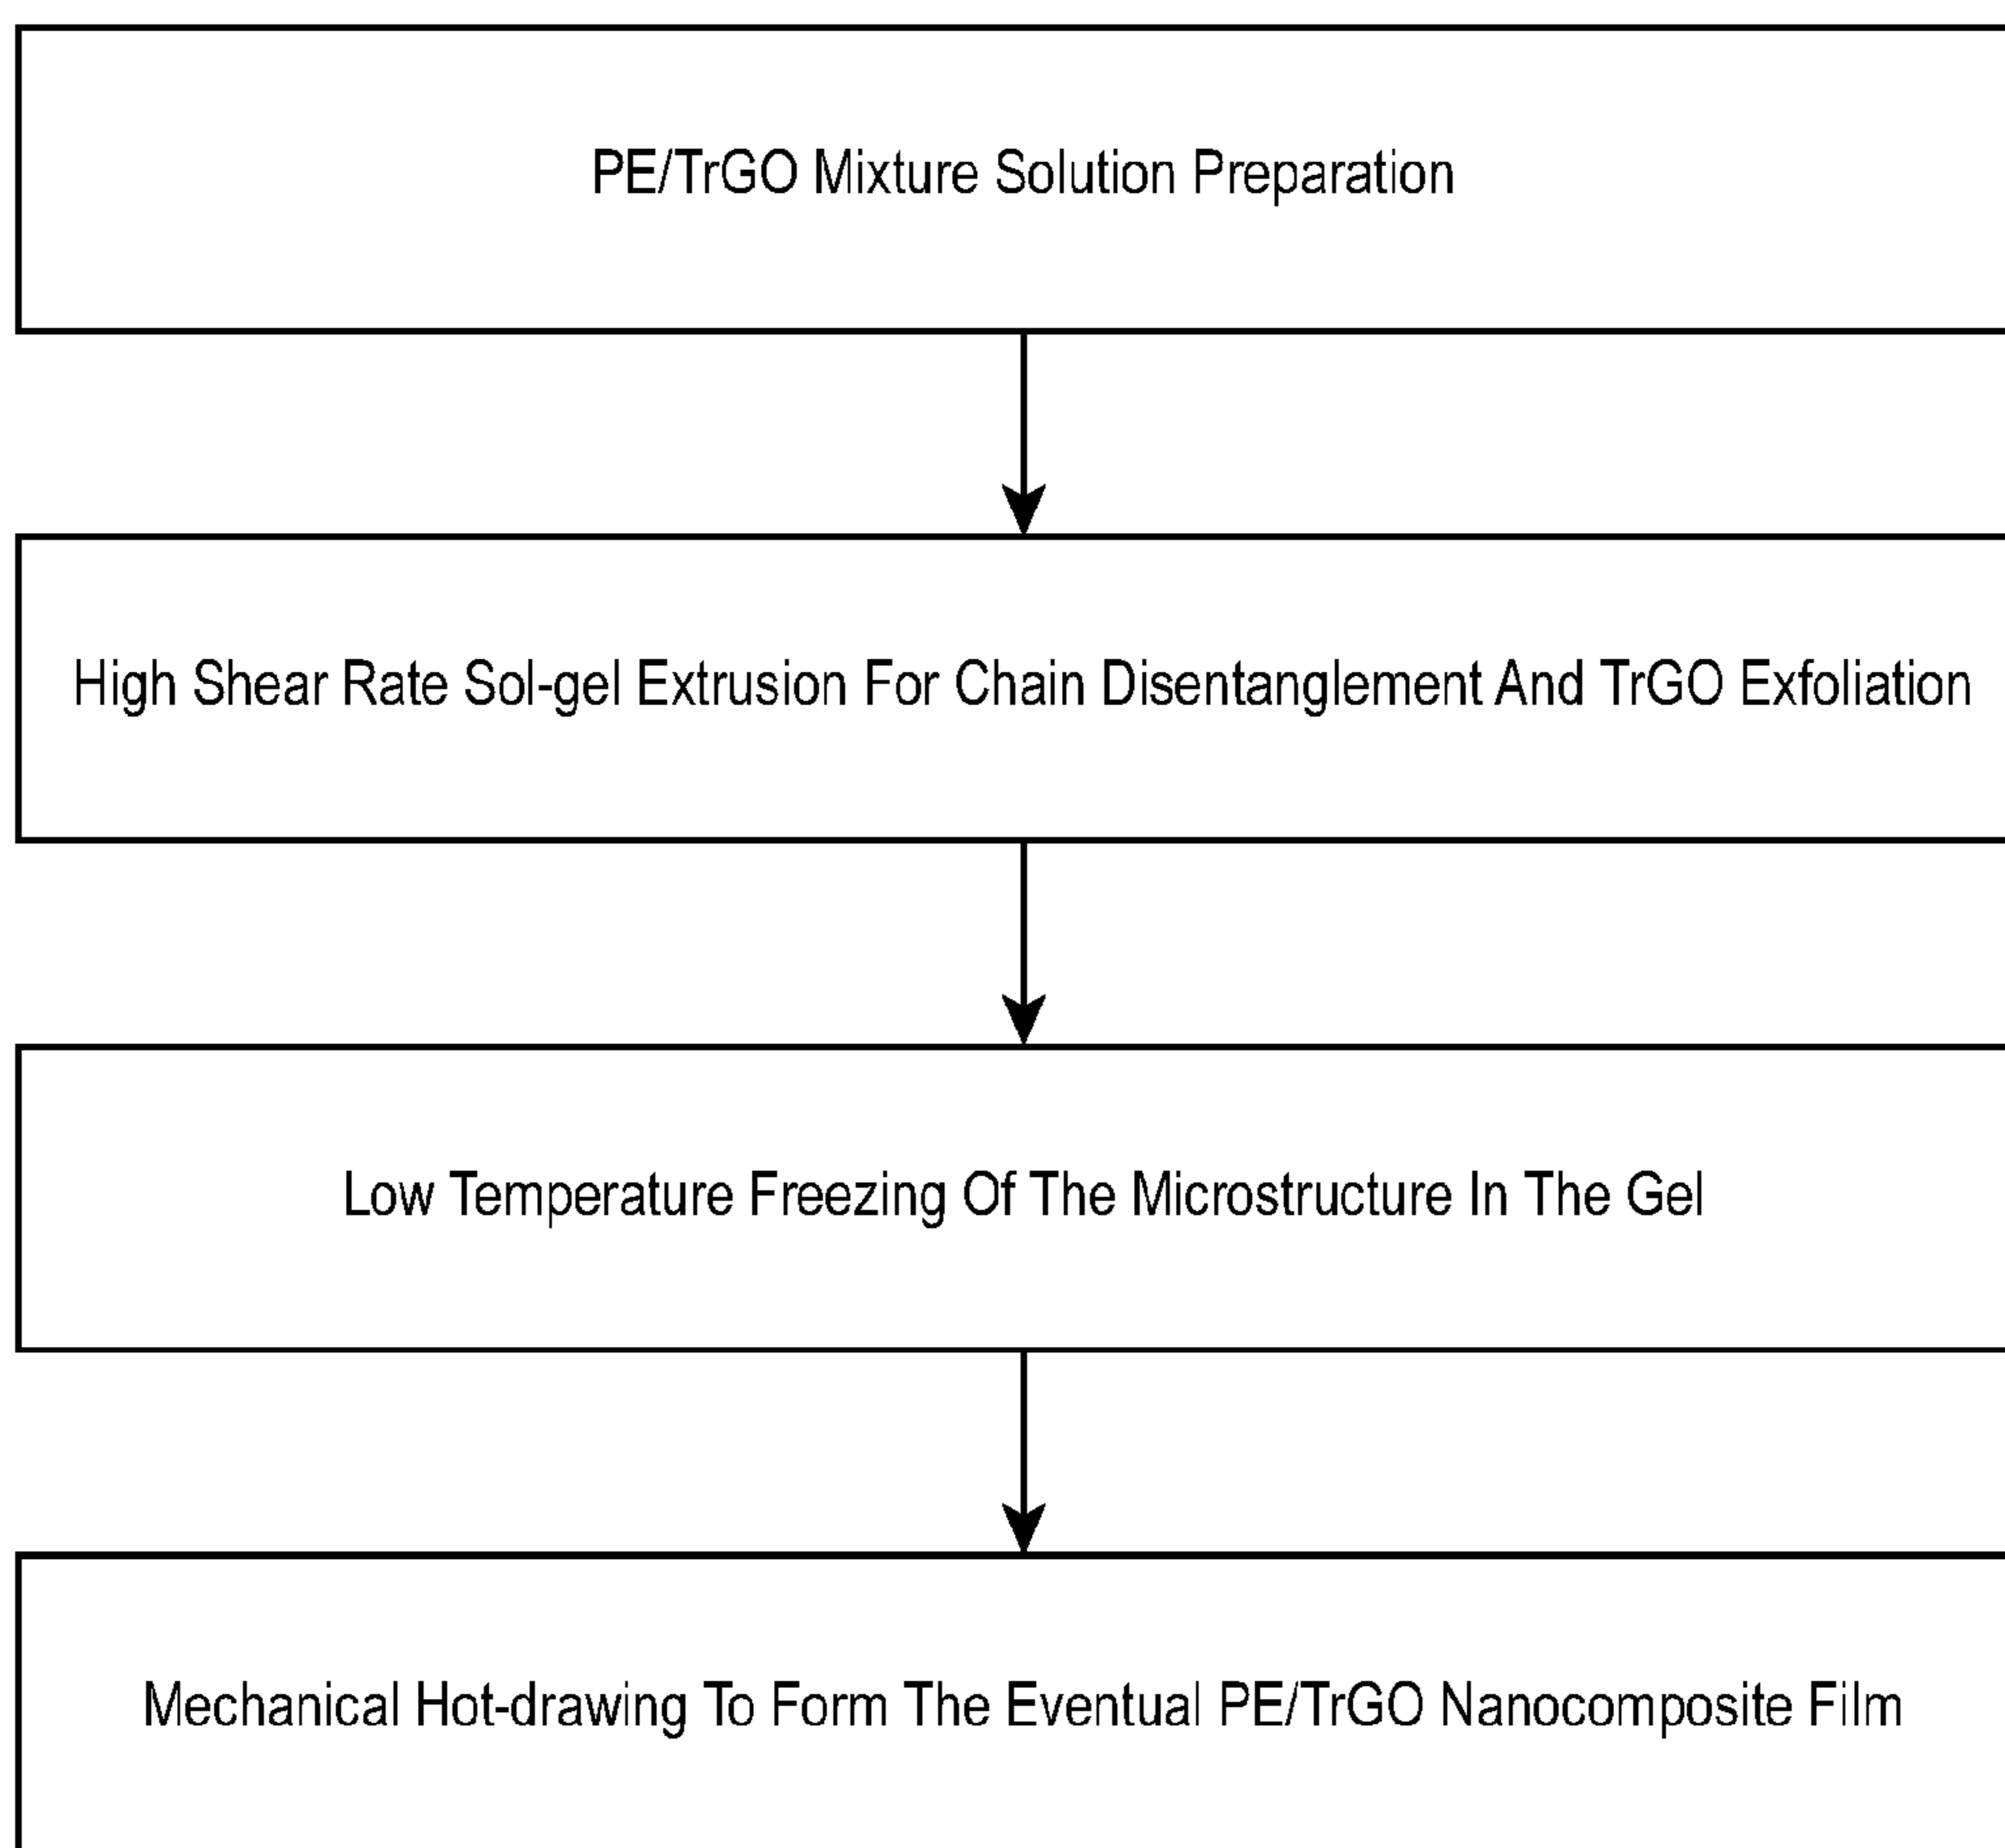 PE/TrGO Mixture Solution Preparation
High Shear Rate Sol-gel Extrusion For Chain Disentanglement And TrGO Exfoliation
Low Temperature Freezing Of The Microstructure In The Gel
Mechanical Hot-drawing To Form The Eventual PE/TrGO Nanocomposite Film